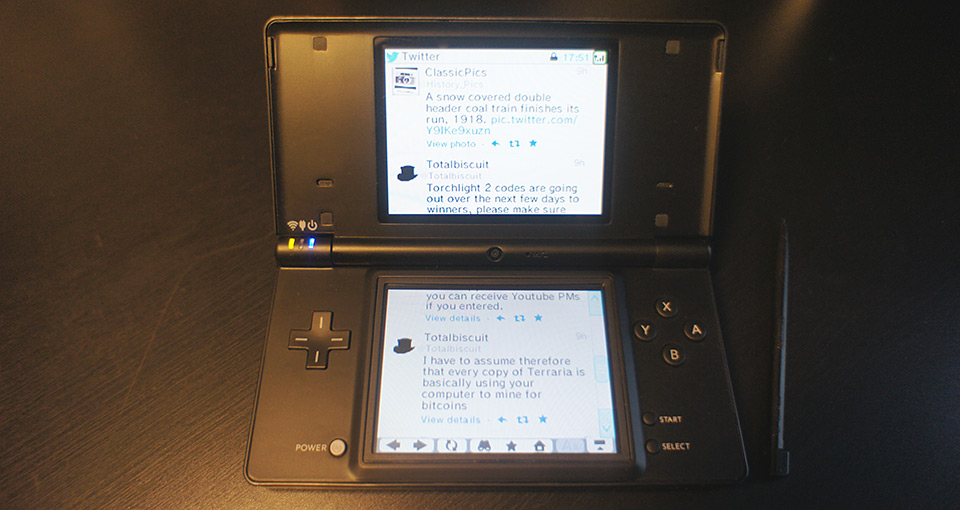 Twitter 17:51
ClassicPics 9h
@History_Pics
A snow covered double
header coal train finishes its
run, 1918. pic.twitter.com/
Y9IKe9xuzn
View photo ·
Totalbiscuit 9h
@Totalbiscuit
Torchlight 2 codes are going
out over the next few days to
winners, please make sure
you can receive Youtube PMs
if you entered.
View details ·
Totalbiscuit 9h
@Totalbiscuit
I have to assume therefore
that every copy of Terraria is
basically using your
computer to mine for
bitcoins
View details ·
X
Y A
B
START
SELECT
POWER